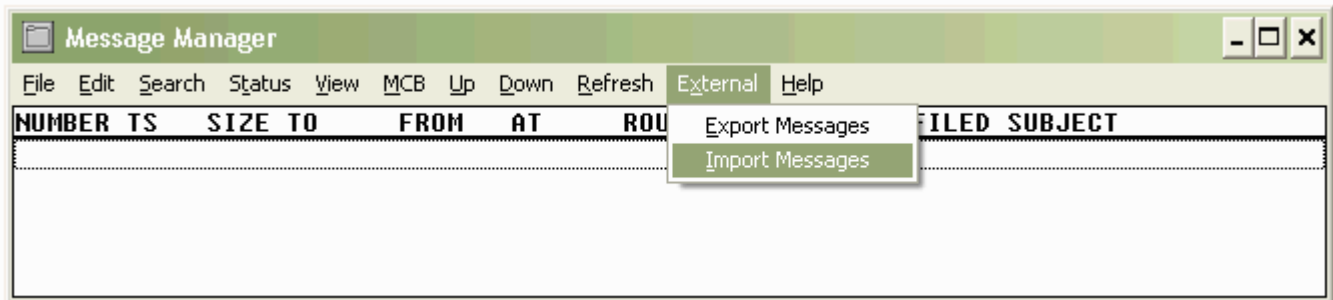 Message Manager
File Edit Search Status View MCB Up Down Refresh External Help
NUMBER TS SIZE TO FROM AT ROU ILED SUBJECT
Export Messages
Import Messages